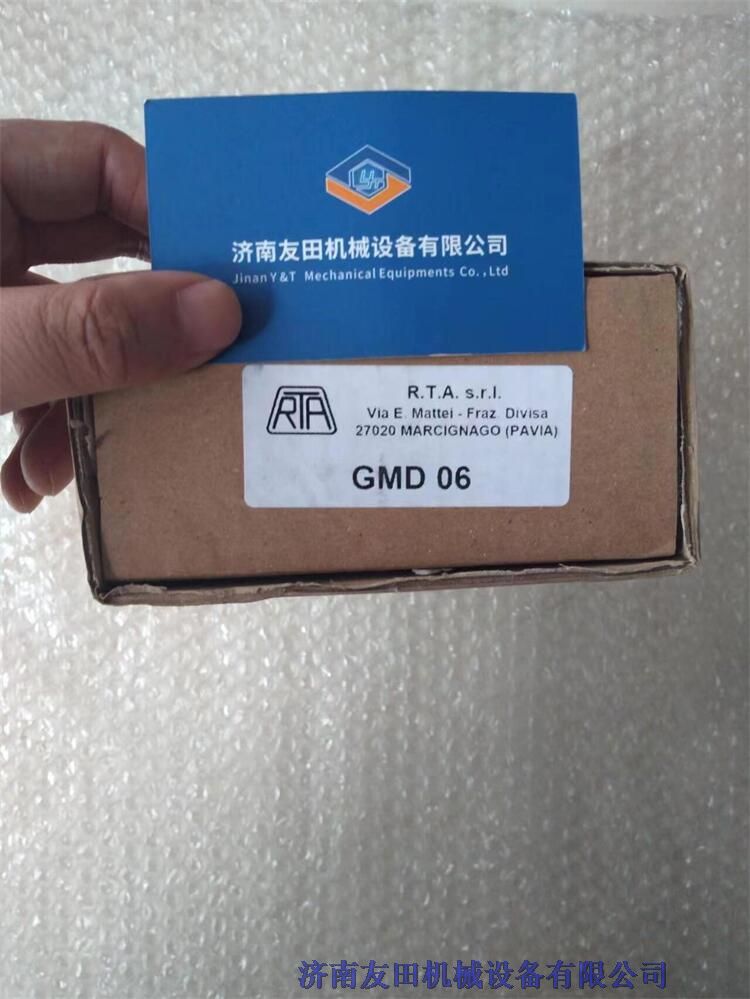 济南友田机械设备有限公司
Jinan Y&T Mechanical Equipments Co.,Ltd
RTA
R.T.A. s.r.l.
Via E. Mattei - Fraz. Divisa
27020 MARCIGNAGO (PAVIA)
GMD 06
济南友田机械设备有限公司